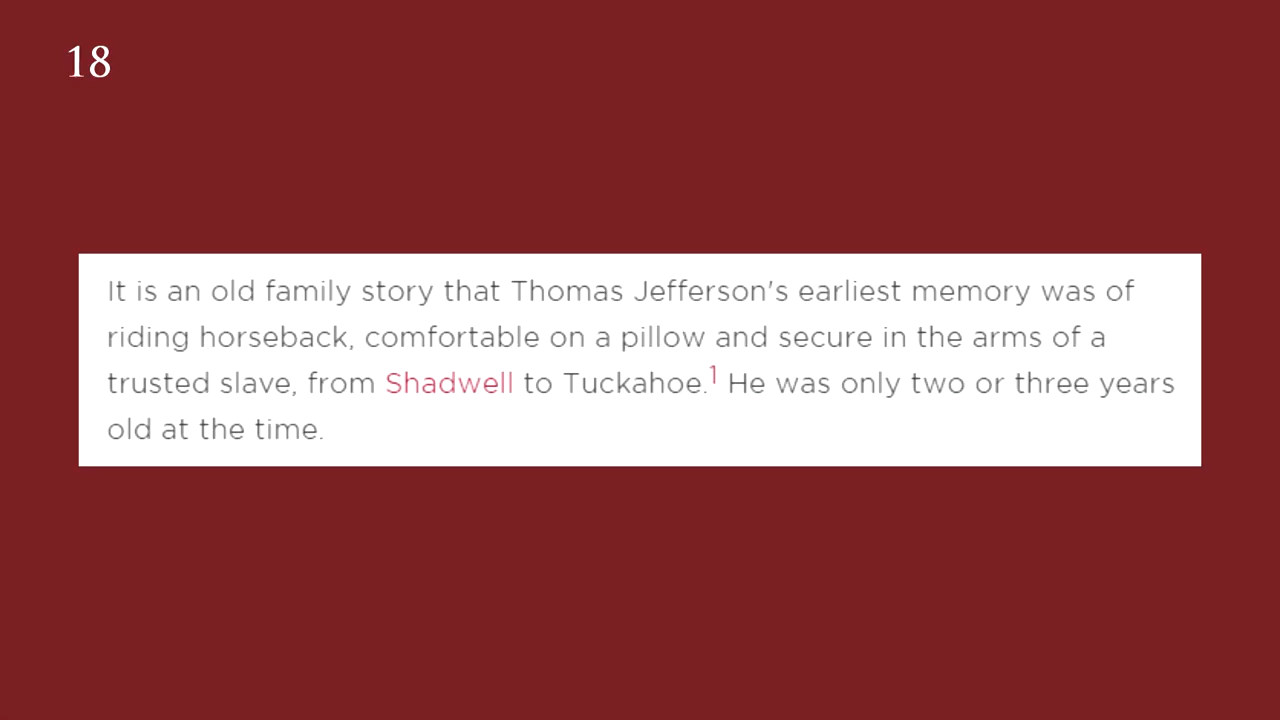 18
It is an old family story that Thomas Jefferson's earliest memory was of
riding horseback, comfortable on a pillow and secure in the arms of a
trusted slave, from Shadwell to Tuckahoe.1 He was only two or three years
old at the time.